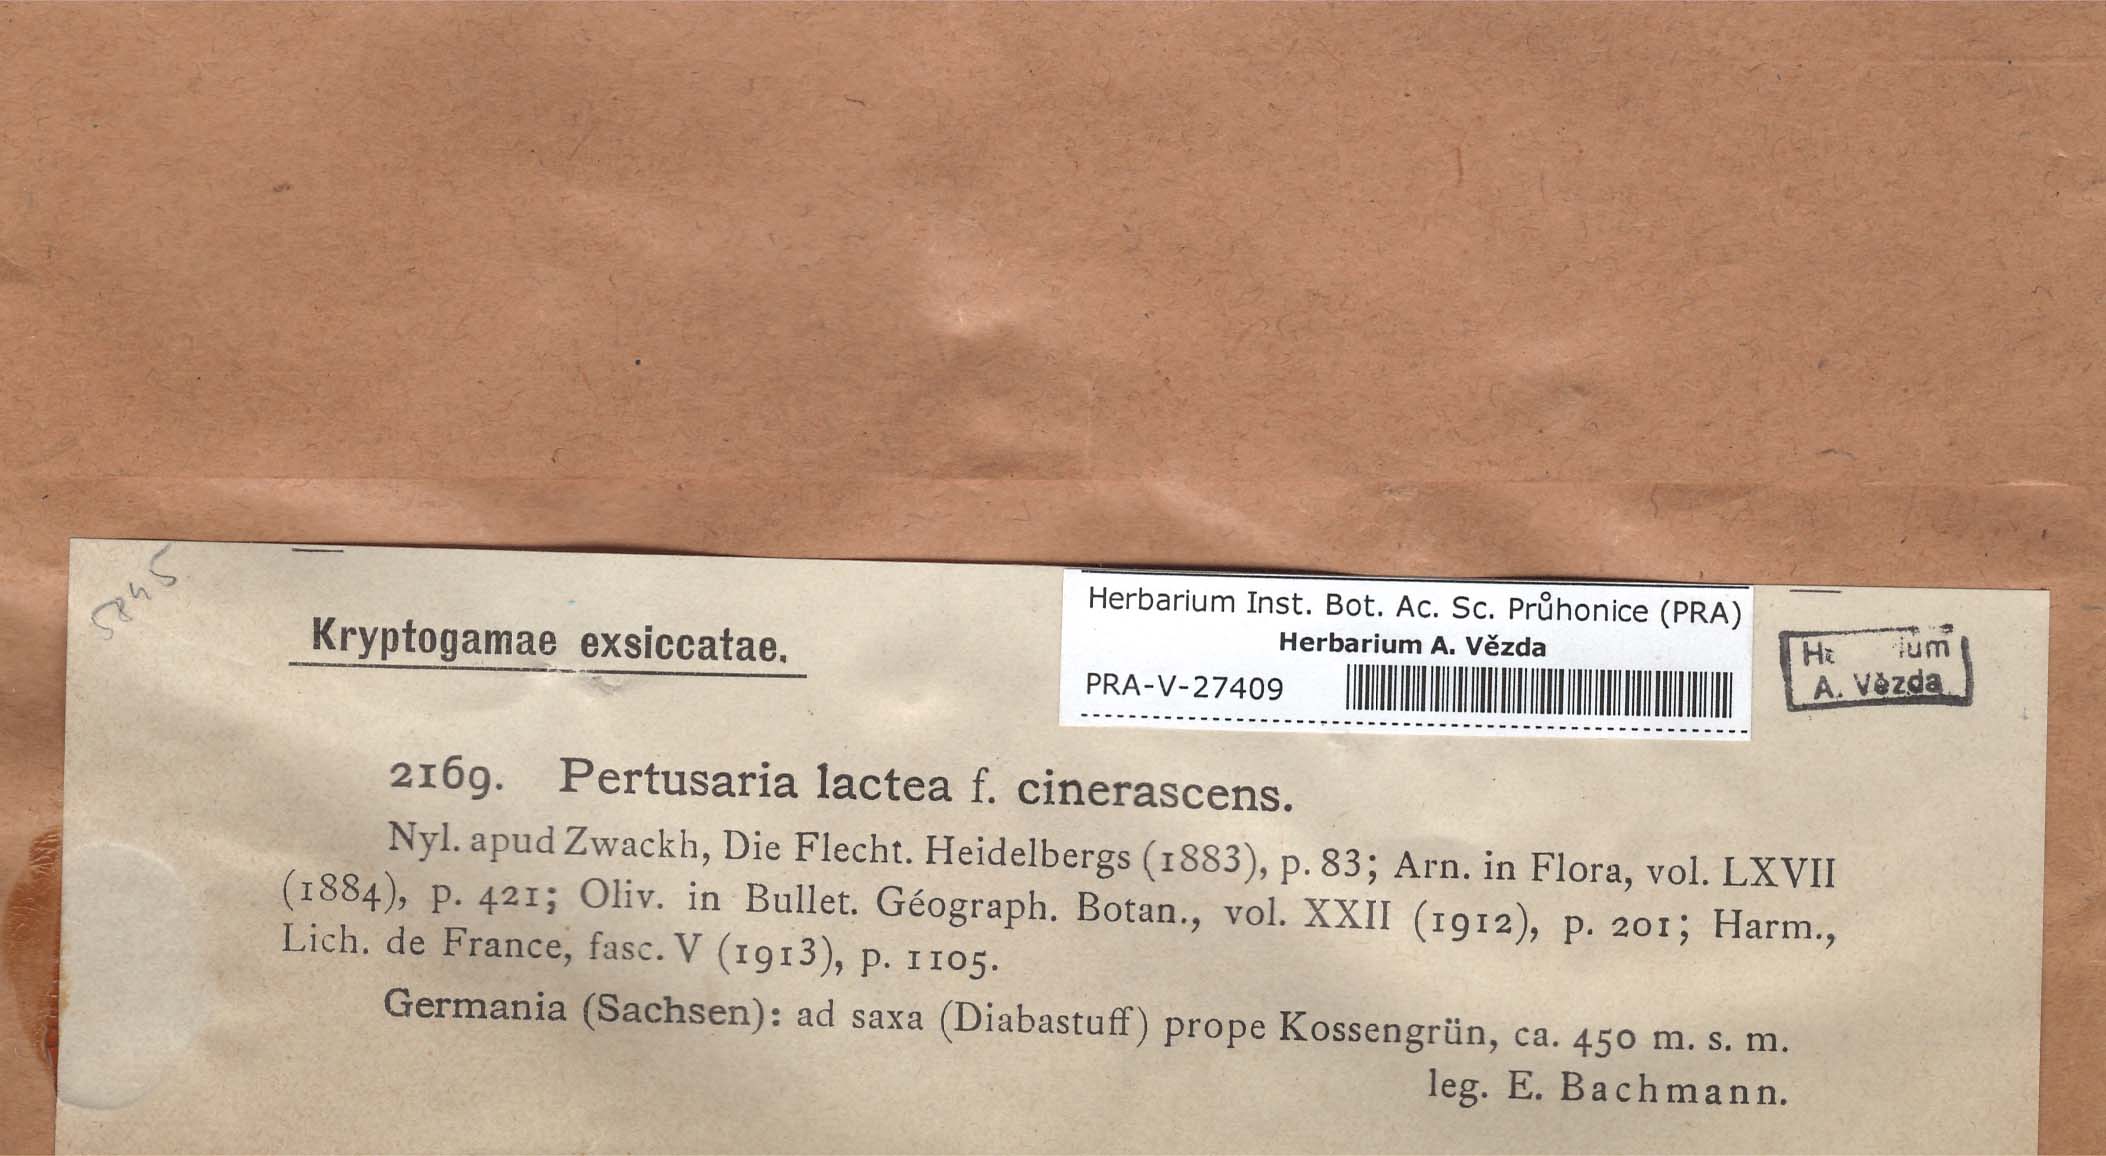 5845
Kryptogamae exsiccatae.
Herbarium Inst. Bot. Ac. Sc. Průhonice (PRA)
Herbarium A. Vězda
PRA-V-27409
A. Vězda
2169. Pertusaria lactea f. cinerascens.
Nyl. apud Zwackh, Die Flecht. Heidelbergs (1883), p. 83; Arn. in Flora, vol. LXVII
(1884), p. 421; Oliv. in Bullet. Géograph. Botan., vol. XXII (1912), p. 201; Harm.,
Lich. de France, fasc. V (1913), p. 1105.
Germania (Sachsen): ad saxa (Diabastuff) prope Kossengrün, ca. 450 m. s. m.
leg. E. Bachmann.